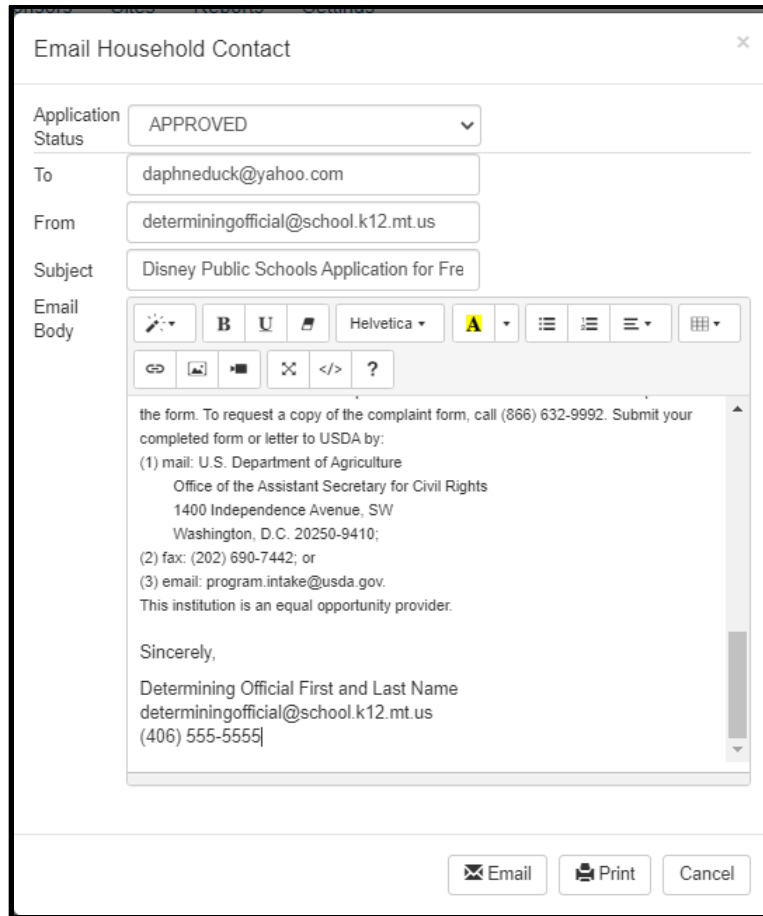 Email Household Contact
×
Application
Status
APPROVED
To
daphneduck@yahoo.com
From
determiningofficial@school.k12.mt.us
Subject
Disney Public Schools Application for Fre
Email
Body
B U Helvetica A </> ?
the form. To request a copy of the complaint form, call (866) 632-9992. Submit your
completed form or letter to USDA by:
(1) mail: U.S. Department of Agriculture
Office of the Assistant Secretary for Civil Rights
1400 Independence Avenue, SW
Washington, D.C. 20250-9410;
(2) fax: (202) 690-7442; or
(3) email: program.intake@usda.gov.
This institution is an equal opportunity provider.
Sincerely,
Determining Official First and Last Name
determiningofficial@school.k12.mt.us
(406) 555-5555
Email Print Cancel